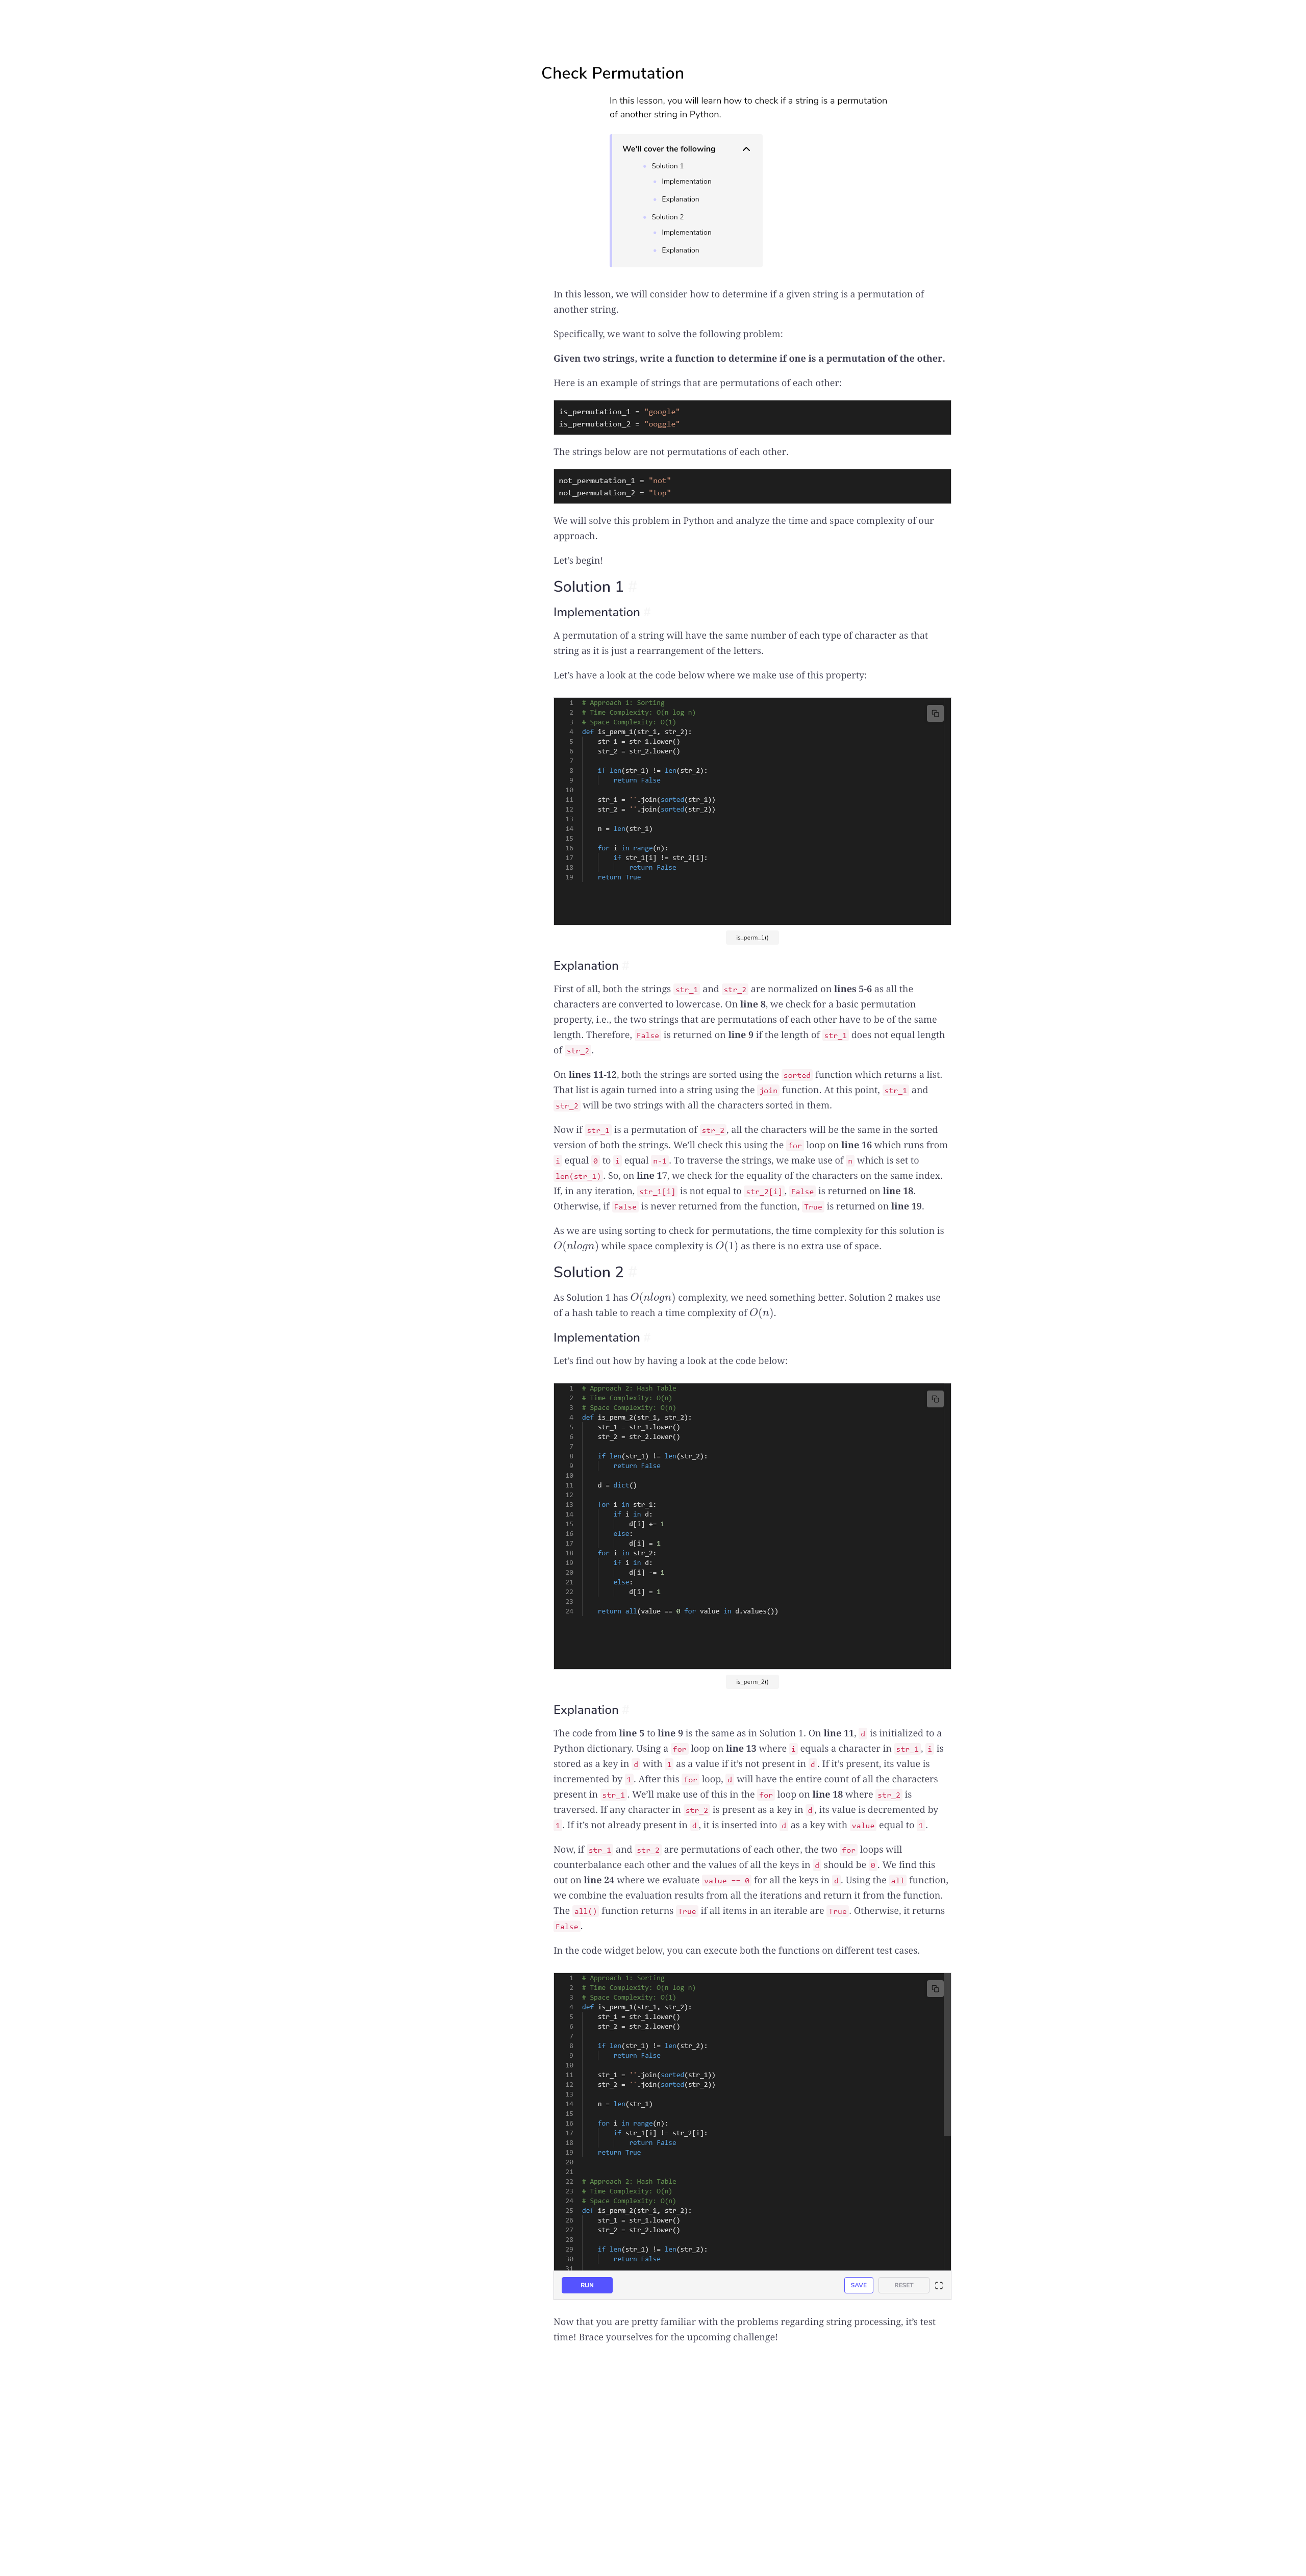 Check Permutation
In this lesson, you will learn how to check if a string is a permutation
of another string in Python.
We'll cover the following
Solution 1
Implementation
Explanation
Solution 2
Implementation
Explanation
In this lesson, we will consider how to determine if a given string is a permutation of
another string.
Specifically, we want to solve the following problem:
Given two strings, write a function to determine if one is a permutation of the other.
Here is an example of strings that are permutations of each other:
is_permutation_1 = "google"
is_permutation_2 = "ooggle"
The strings below are not permutations of each other.
not_permutation_1 = "not"
not_permutation_2 = "top"
We will solve this problem in Python and analyze the time and space complexity of our
approach.
Let's begin!
Solution 1 #
Implementation #
A permutation of a string will have the same number of each type of character as that
string as it is just a rearrangement of the letters.
Let's have a look at the code below where we make use of this property:
1 # Approach 1: Sorting
2 # Time Complexity: O(n log n)
3 # Space Complexity: O(1)
4 def is_perm_1(str_1, str_2):
5 str_1 = str_1.lower()
6 str_2 = str_2.lower()
7
8 if len(str_1) != len(str_2):
9 return False
10
11 str_1 = ``.join(sorted(str_1))
12 str_2 = ``.join(sorted(str_2))
13
14 n = len(str_1)
15
16 for i in range(n):
17 if str_1[i] != str_2[i]:
18 return False
19 return True
is_perm_1()
Explanation #
First of all, both the strings str_1 and str_2 are normalized on lines 5-6 as all the
characters are converted to lowercase. On line 8, we check for a basic permutation
property, i.e., the two strings that are permutations of each other have to be of the same
length. Therefore, False is returned on line 9 if the length of str_1 does not equal length
of str_2.
On lines 11-12, both the strings are sorted using the sorted function which returns a list.
That list is again turned into a string using the join function. At this point, str_1 and
str_2 will be two strings with all the characters sorted in them.
Now if str_1 is a permutation of str_2, all the characters will be the same in the sorted
version of both the strings. We'll check this using the for loop on line 16 which runs from
i equal 0 to i equal n-1. To traverse the strings, we make use of n which is set to
len(str_1). So, on line 17, we check for the equality of the characters on the same index.
If, in any iteration, str_1[i] is not equal to str_2[i], False is returned on line 18.
Otherwise, if False is never returned from the function, True is returned on line 19.
As we are using sorting to check for permutations, the time complexity for this solution is
O(nlogn) while space complexity is O(1) as there is no extra use of space.
Solution 2 #
As Solution 1 has O(nlogn) complexity, we need something better. Solution 2 makes use
of a hash table to reach a time complexity of O(n).
Implementation #
Let's find out how by having a look at the code below:
1 # Approach 2: Hash Table
2 # Time Complexity: O(n)
3 # Space Complexity: O(n)
4 def is_perm_2(str_1, str_2):
5 str_1 = str_1.lower()
6 str_2 = str_2.lower()
7
8 if len(str_1) != len(str_2):
9 return False
10
11 d = dict()
12
13 for i in str_1:
14 if i in d:
15 d[i] += 1
16 else:
17 d[i] = 1
18 for i in str_2:
19 if i in d:
20 d[i] -= 1
21 else:
22 d[i] = 1
23
24 return all(value == 0 for value in d.values())
is_perm_2()
Explanation #
The code from line 5 to line 9 is the same as in Solution 1. On line 11, d is initialized to a
Python dictionary. Using a for loop on line 13 where i equals a character in str_1, i is
stored as a key in d with 1 as a value if it's not present in d. If it's present, its value is
incremented by 1. After this for loop, d will have the entire count of all the characters
present in str_1. We'll make use of this in the for loop on line 18 where str_2 is
traversed. If any character in str_2 is present as a key in d, its value is decremented by
1. If it's not already present in d, it is inserted into d as a key with value equal to 1.
Now, if str_1 and str_2 are permutations of each other, the two for loops will
counterbalance each other and the values of all the keys in d should be 0. We find this
out on line 24 where we evaluate value == 0 for all the keys in d. Using the all function,
we combine the evaluation results from all the iterations and return it from the function.
The all() function returns True if all items in an iterable are True. Otherwise, it returns
False.
In the code widget below, you can execute both the functions on different test cases.
1 # Approach 1: Sorting
2 # Time Complexity: O(n log n)
3 # Space Complexity: O(1)
4 def is_perm_1(str_1, str_2):
5 str_1 = str_1.lower()
6 str_2 = str_2.lower()
7
8 if len(str_1) != len(str_2):
9 return False
10
11 str_1 = ``.join(sorted(str_1))
12 str_2 = ``.join(sorted(str_2))
13
14 n = len(str_1)
15
16 for i in range(n):
17 if str_1[i] != str_2[i]:
18 return False
19 return True
20
21
22 # Approach 2: Hash Table
23 # Time Complexity: O(n)
24 # Space Complexity: O(n)
25 def is_perm_2(str_1, str_2):
26 str_1 = str_1.lower()
27 str_2 = str_2.lower()
28
29 if len(str_1) != len(str_2):
30 return False
31
RUN SAVE RESET
Now that you are pretty familiar with the problems regarding string processing, it's test
time! Brace yourselves for the upcoming challenge!